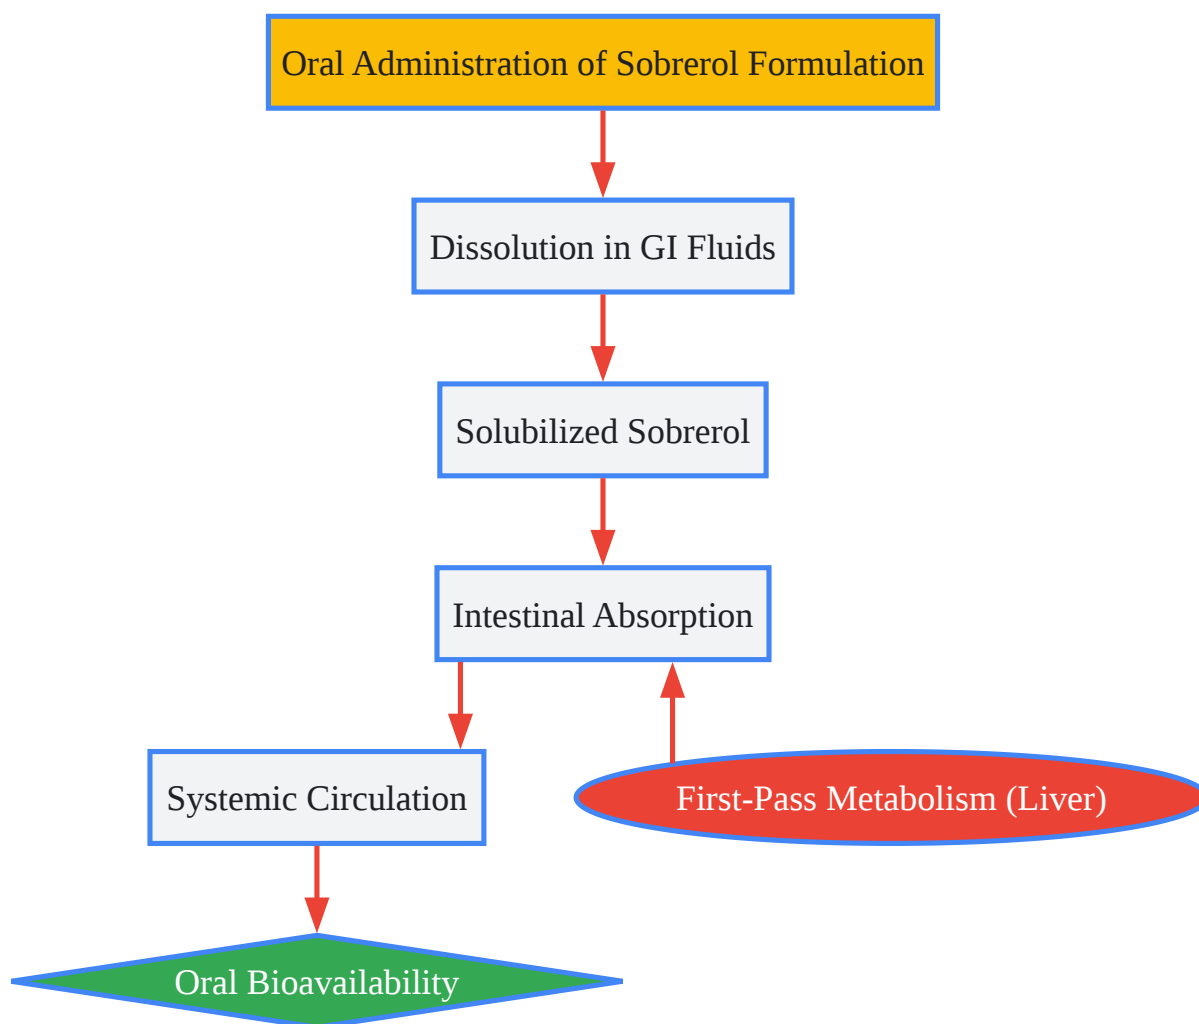 Oral Administration of Sobrerol Formulation
Dissolution in GI Fluids
Solubilized Sobrerol
Intestinal Absorption
Systemic Circulation
First-Pass Metabolism (Liver)
Oral Bioavailability